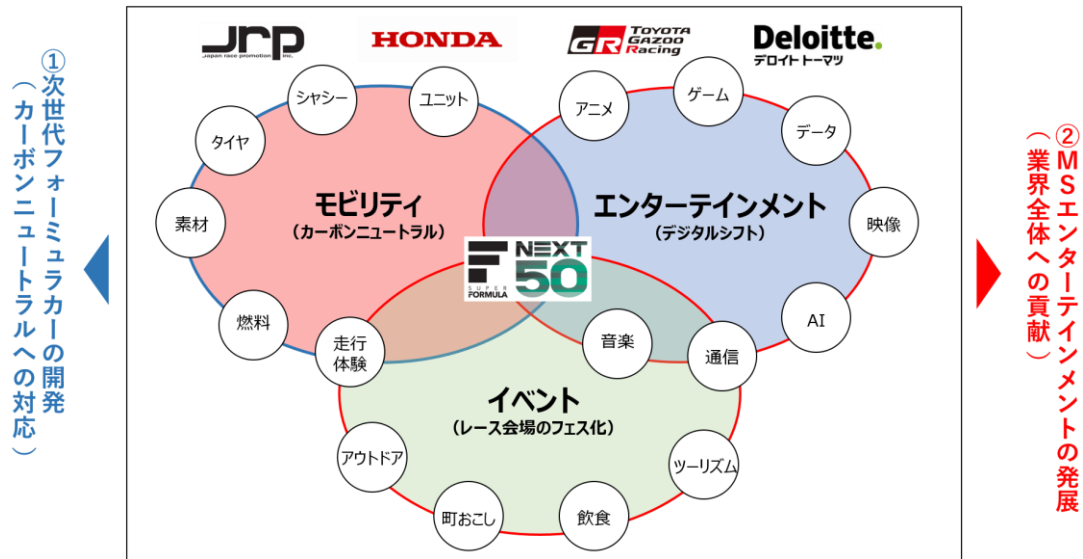 ①次世代フォーミュラカーの開発
（カーボンニュートラルへの対応）
Jrp
Japan race promotion inc.
HONDA
GR TOYOTA
GAZOO
Racing
Deloitte.
デロイト トーマツ
シャシー
ユニット
アニメ
ゲーム
タイヤ
データ
素材
モビリティ
（カーボンニュートラル）
エンターテインメント
（デジタルシフト）
映像
F NEXT
50
SUPER
FORMULA
燃料
走行
体験
音楽
通信
AI
イベント
（レース会場のフェス化）
アウトドア
ツーリズム
町おこし
飲食
②MSエンターテインメントの発展
（業界全体への貢献）